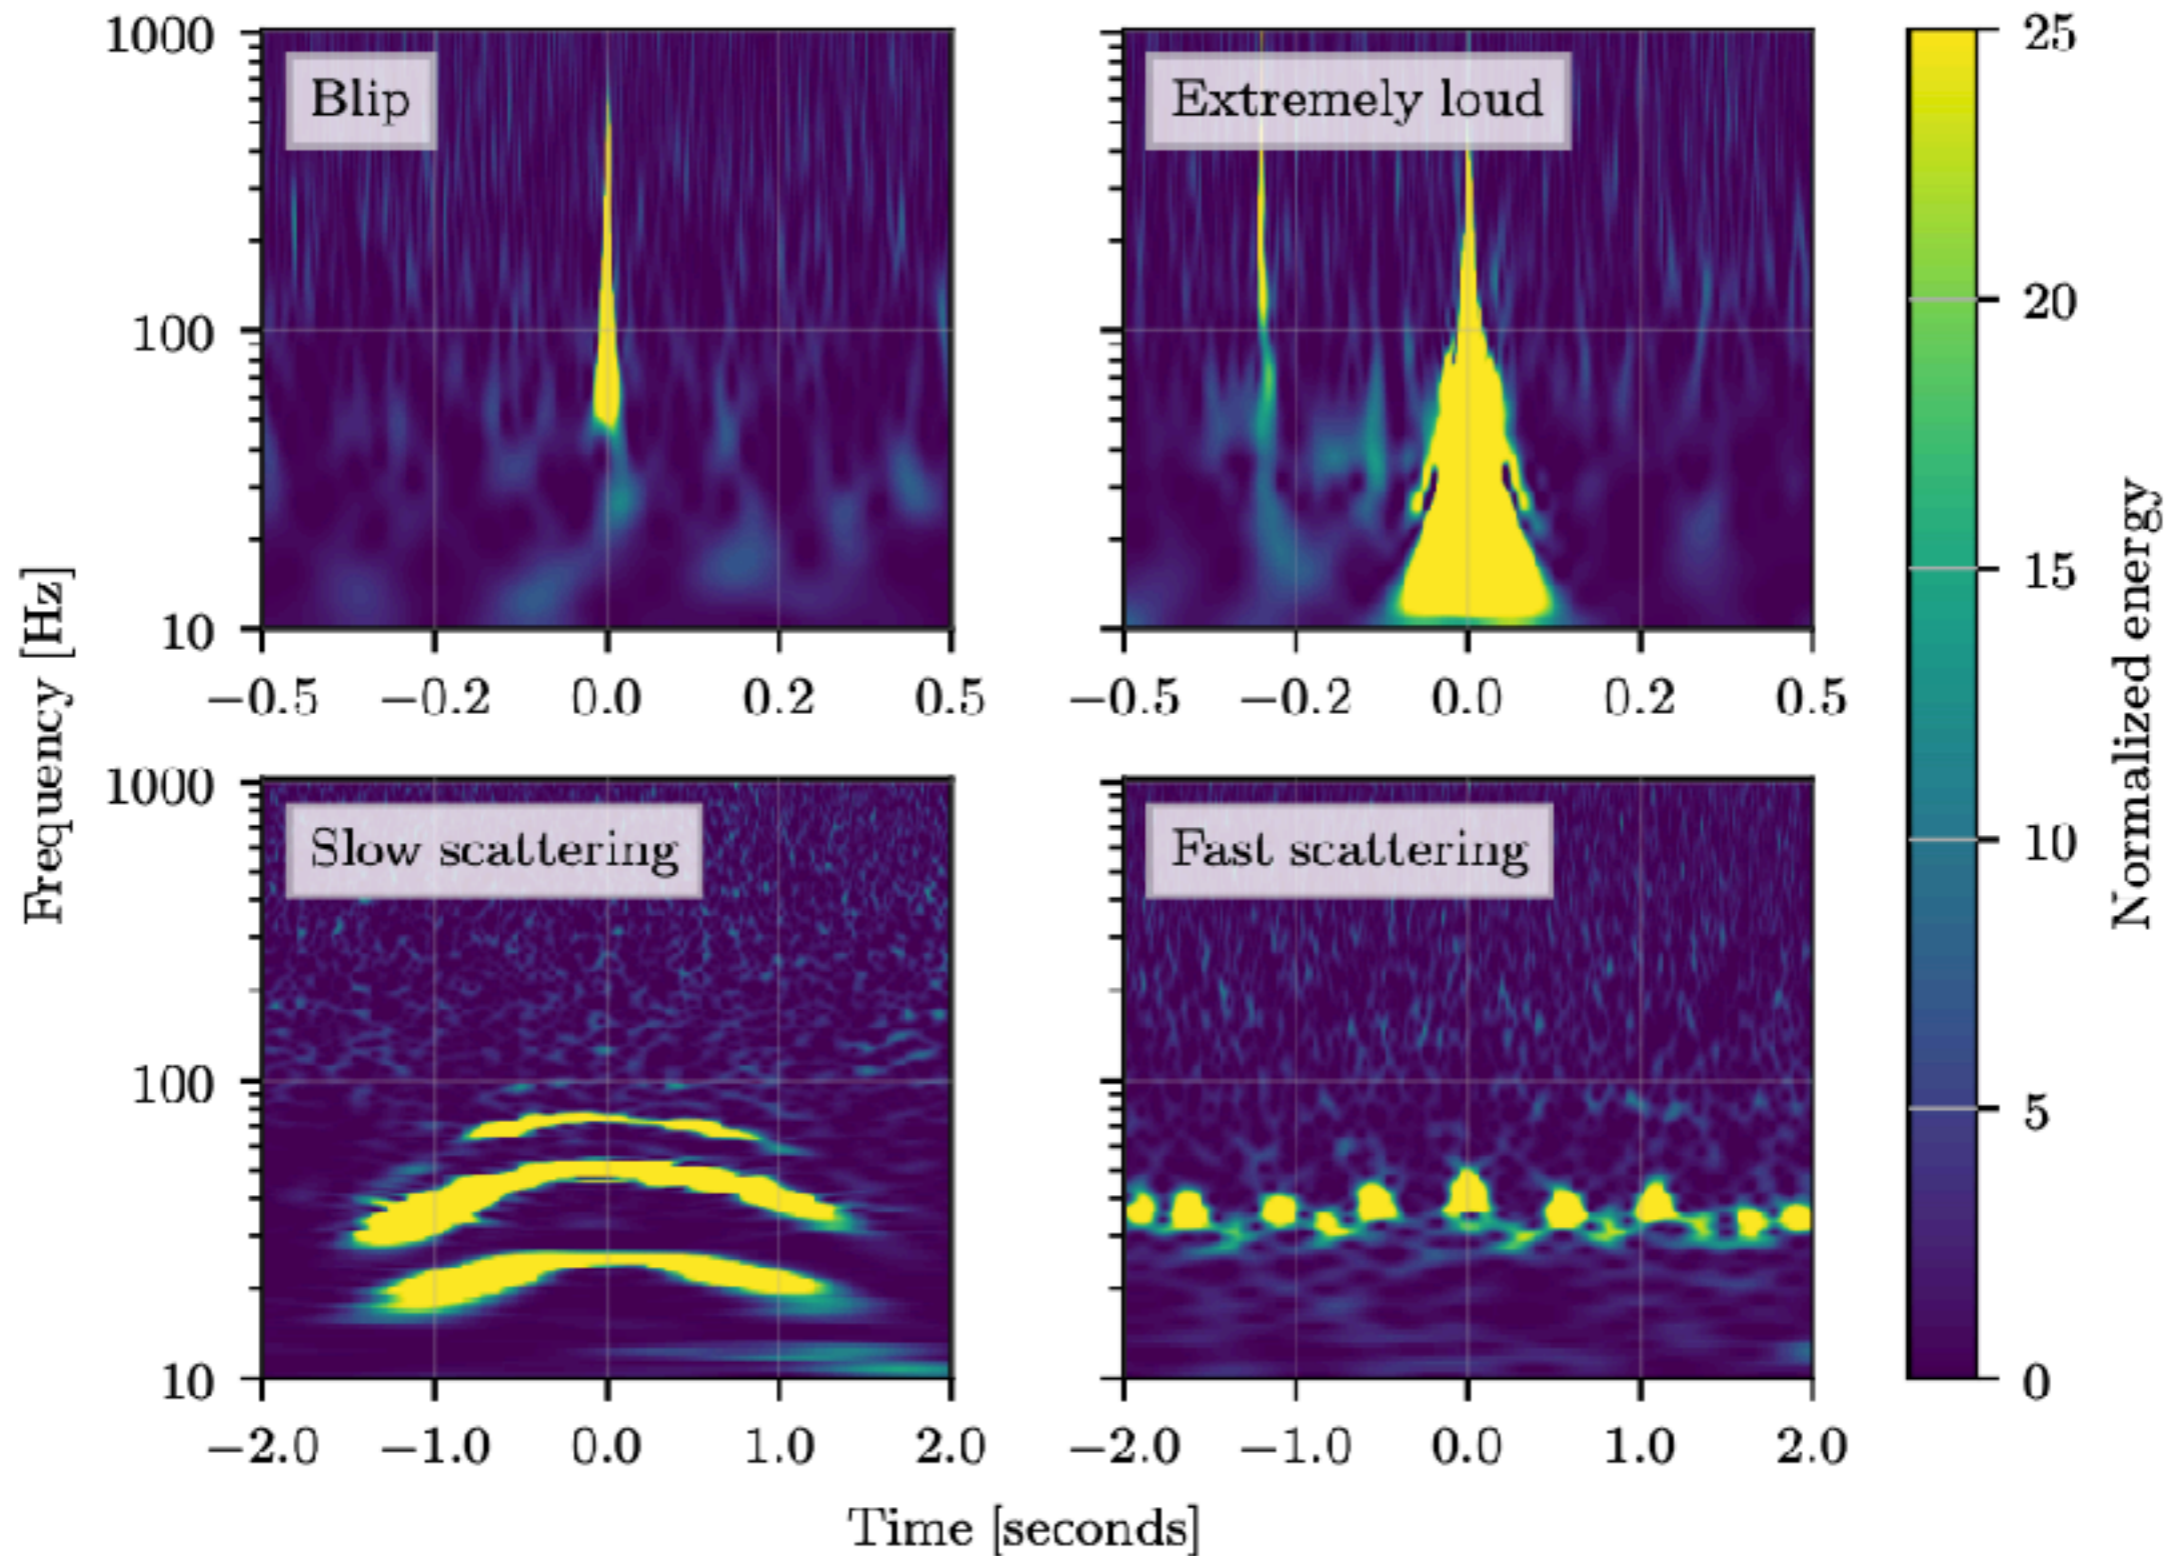 1000
100
10
Blip
−0.5 −0.2 0.0 0.2 0.5
Extremely loud
−0.5 −0.2 0.0 0.2 0.5
1000
100
10
Slow scattering
−2.0 −1.0 0.0 1.0 2.0
Fast scattering
−2.0 −1.0 0.0 1.0 2.0
Frequency [Hz]
Time [seconds]
25
20
15
10
5
0
Normalized energy